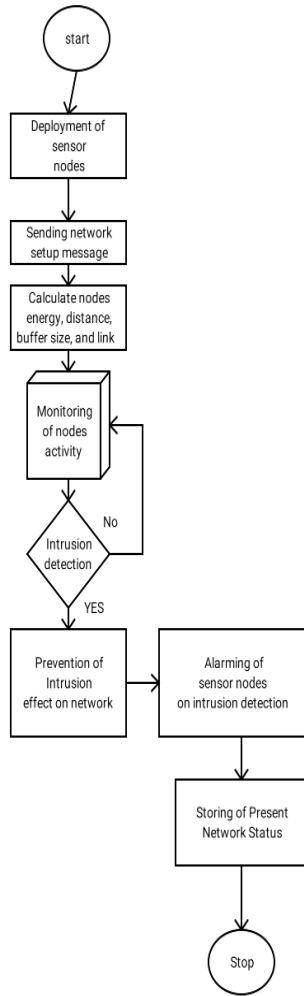 start
Deployment of
sensor
nodes
Sending network
setup message
Calculate nodes
energy, distance,
buffer size, and link
Monitoring
of nodes
activity
No
Intrusion
detection
YES
Prevention of
Intrusion
effect on network
Alarming of
sensor nodes
on intrusion detection
Storing of Present
Network Status
Stop